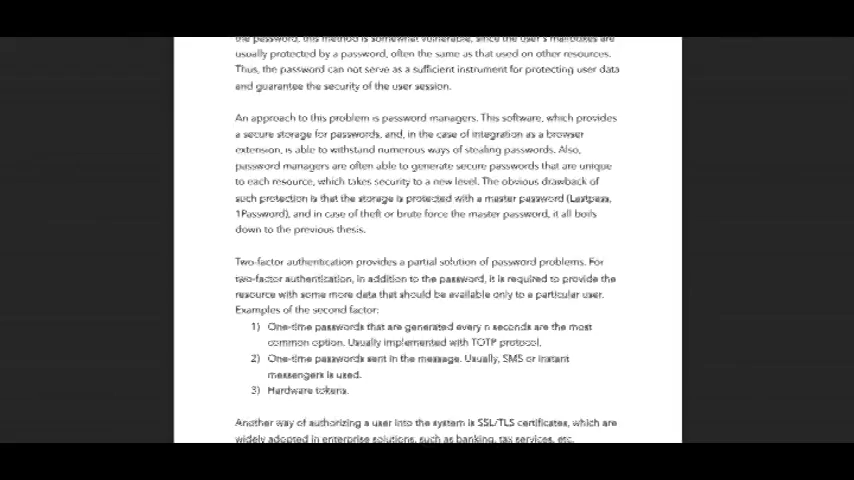 the password, this method is somewhat vulnerable, since the user's mailboxes are
usually protected by a password, often the same as that used on other resources.
Thus, the password can not serve as a sufficient instrument for protecting user data
and guarantee the security of the user session.
An approach to this problem is password managers. This software, which provides
a secure storage for passwords, and, in the case of integration as a browser
extension, is able to withstand numerous ways of stealing passwords. Also,
password managers are often able to generate secure passwords that are unique
to each resource, which takes security to a new level. The obvious drawback of
such protection is that the storage is protected with a master password (Lastpass,
1Password), and in case of theft or brute force the master password, it all boils
down to the previous thesis.
Two-factor authentication provides a partial solution of password problems. For
two-factor authentication, in addition to the password, it is required to provide the
resource with some more data that should be available only to a particular user.
Examples of the second factor:
1) One-time passwords that are generated every n seconds are the most
common option. Usually implemented with TOTP protocol.
2) One-time passwords sent in the message. Usually, SMS or instant
messengers is used.
3) Hardware tokens.
Another way of authorizing a user into the system is SSL/TLS certificates, which are
widely adopted in enterprise solutions, such as banking, tax services, etc.